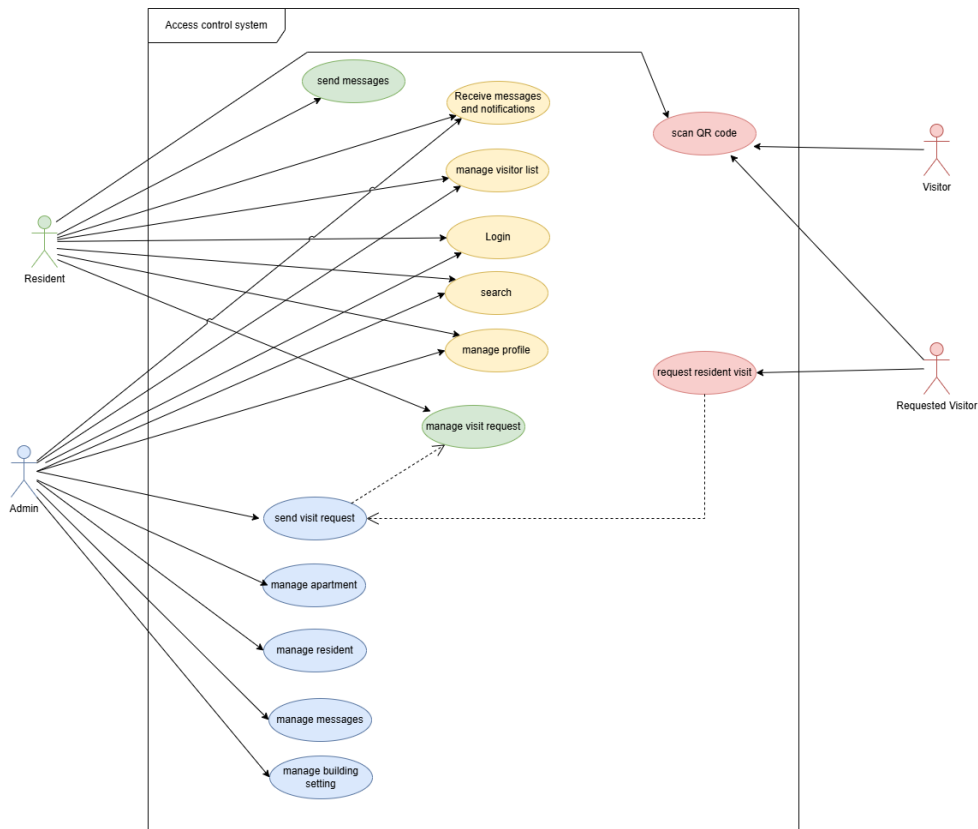 Access control system
send messages
Receive messages
and notifications
scan QR code
Visitor
manage visitor list
Login
Resident
search
manage profile
request resident visit
Requested Visitor
manage visit request
Admin
send visit request
manage apartment
manage resident
manage messages
manage building
setting